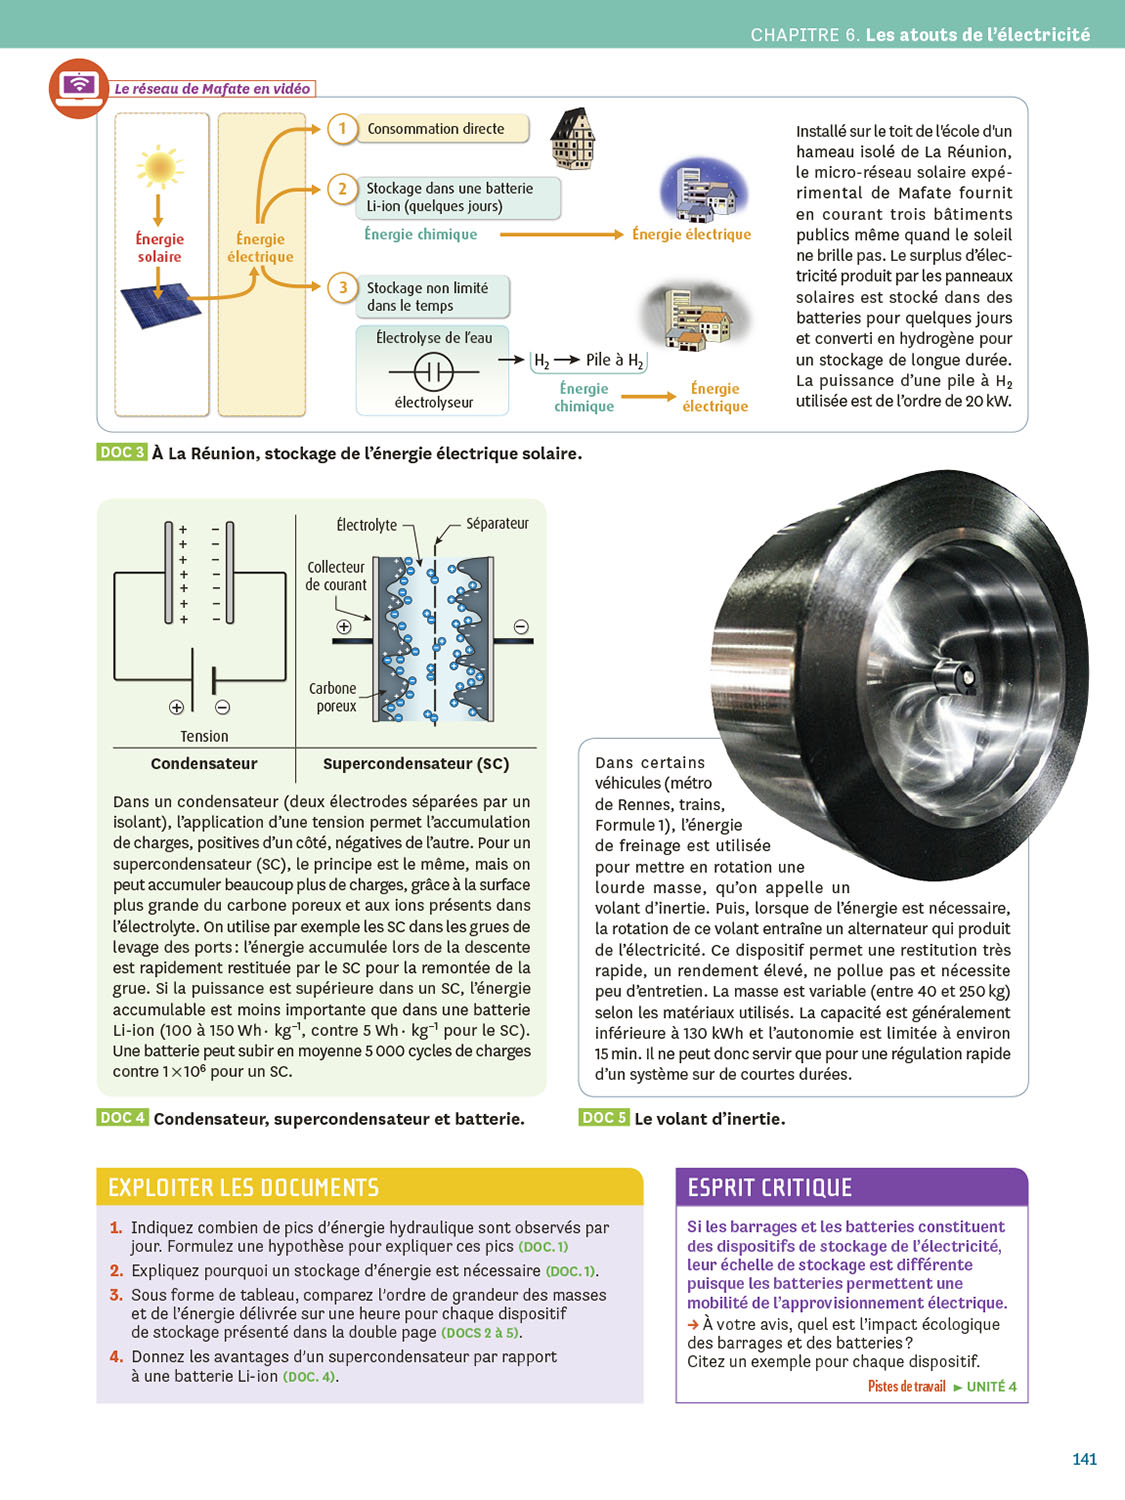 CHAPITRE 6. Les atouts de l'électricité
Le réseau de Mafate en vidéo
Énergie
solaire
Énergie
électrique
1 Consommation directe
2 Stockage dans une batterie
Li-ion (quelques jours)
Énergie chimique
Énergie électrique
3 Stockage non limité
dans le temps
Électrolyse de l'eau
électrolyseur
H₂
Pile à H₂
Énergie
chimique
Énergie
électrique
Installé sur le toit de l'école d'un
hameau isolé de La Réunion,
le micro-réseau solaire expé-
rimental de Mafate fournit
en courant trois bâtiments
publics même quand le soleil
ne brille pas. Le surplus d'élec-
tricité produit par les panneaux
solaires est stocké dans des
batteries pour quelques jours
et converti en hydrogène pour
un stockage de longue durée.
La puissance d'une pile à H₂
utilisée est de l'ordre de 20 kW.
DOC 3 À La Réunion, stockage de l'énergie électrique solaire.
+ –
+ –
+ –
+ –
+ –
+ –
+ –
+ –
Tension
Condensateur
Électrolyte
Séparateur
Collecteur
de courant
+ –
Carbone
poreux
Supercondensateur (SC)
Dans un condensateur (deux électrodes séparées par un
isolant), l'application d'une tension permet l'accumulation
de charges, positives d'un côté, négatives de l'autre. Pour un
supercondensateur (SC), le principe est le même, mais on
peut accumuler beaucoup plus de charges, grâce à la surface
plus grande du carbone poreux et aux ions présents dans
l'électrolyte. On utilise par exemple les SC dans les grues de
levage des ports : l'énergie accumulée lors de la descente
est rapidement restituée par le SC pour la remontée de la
grue. Si la puissance est supérieure dans un SC, l'énergie
accumulable est moins importante que dans une batterie
Li-ion (100 à 150 Wh · kg⁻¹, contre 5 Wh · kg⁻¹ pour le SC).
Une batterie peut subir en moyenne 5 000 cycles de charges
contre 1 × 10⁶ pour un SC.
DOC 4 Condensateur, supercondensateur et batterie.
Dans certains
véhicules (métro
de Rennes, trains,
Formule 1), l'énergie
de freinage est utilisée
pour mettre en rotation une
lourde masse, qu'on appelle un
volant d'inertie. Puis, lorsque de l'énergie est nécessaire,
la rotation de ce volant entraîne un alternateur qui produit
de l'électricité. Ce dispositif permet une restitution très
rapide, un rendement élevé, ne pollue pas et nécessite
peu d'entretien. La masse est variable (entre 40 et 250 kg)
selon les matériaux utilisés. La capacité est généralement
inférieure à 130 kWh et l'autonomie est limitée à environ
15 min. Il ne peut donc servir que pour une régulation rapide
d'un système sur de courtes durées.
DOC 5 Le volant d'inertie.
EXPLOITER LES DOCUMENTS
1. Indiquez combien de pics d'énergie hydraulique sont observés par
jour. Formulez une hypothèse pour expliquer ces pics (DOC. 1)
2. Expliquez pourquoi un stockage d'énergie est nécessaire (DOC. 1).
3. Sous forme de tableau, comparez l'ordre de grandeur des masses
et de l'énergie délivrée sur une heure pour chaque dispositif
de stockage présenté dans la double page (DOCS 2 à 5).
4. Donnez les avantages d'un supercondensateur par rapport
à une batterie Li-ion (DOC. 4).
ESPRIT CRITIQUE
Si les barrages et les batteries constituent
des dispositifs de stockage de l'électricité,
leur échelle de stockage est différente
puisque les batteries permettent une
mobilité de l'approvisionnement électrique.
→ À votre avis, quel est l'impact écologique
des barrages et des batteries ?
Citez un exemple pour chaque dispositif.
Pistes de travail ► UNITÉ 4
141